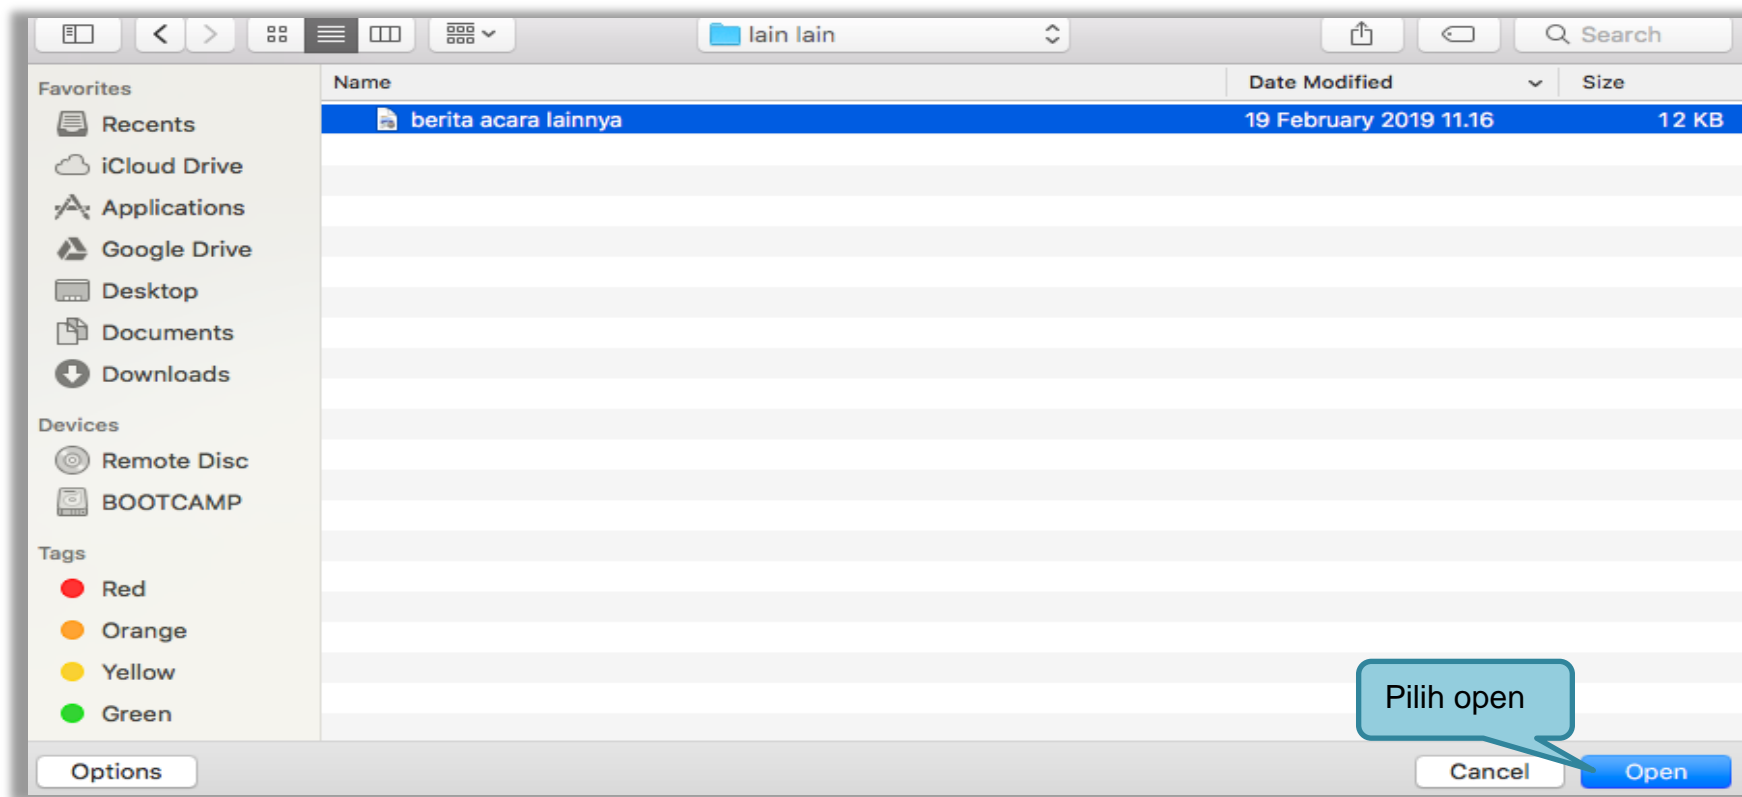 lain lain
Search
Favorites
Recents
iCloud Drive
Applications
Google Drive
Desktop
Documents
Downloads
Devices
Remote Disc
BOOTCAMP
Tags
Red
Orange
Yellow
Green
Name Date Modified Size
berita acara lainnya 19 February 2019 11.16 12 KB
Pilih open
Options Cancel Open